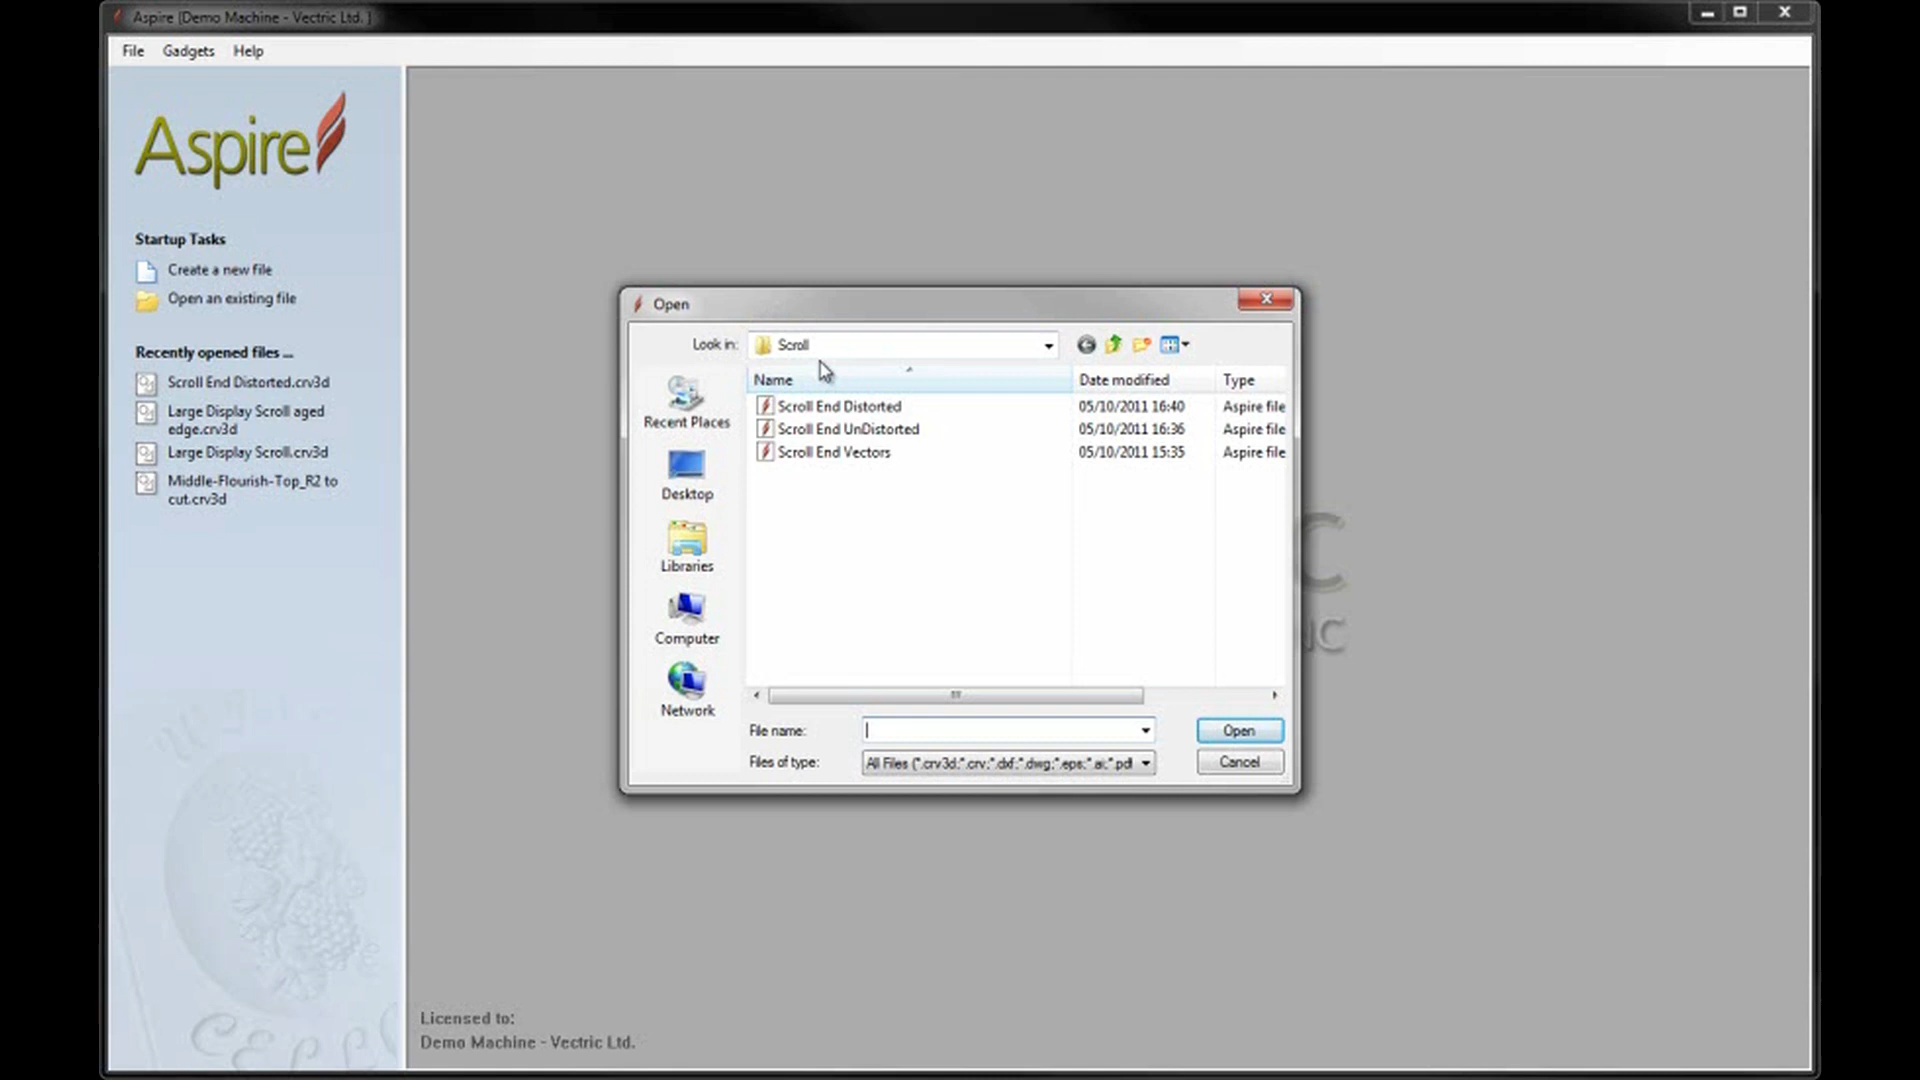 Aspire (Demo Machine - Vectric Ltd. )
File Gadgets Help
Aspire
Startup Tasks
Create a new file
Open an existing file
Recently opened files ...
Scroll End Distorted.crv3d
Large Display Scroll aged
edge.crv3d
Large Display Scroll.crv3d
Middle-Flourish-Top_R2 to
cut.crv3d
Open
Look in: Scroll
Name Date modified Type
Scroll End Distorted 05/10/2011 16:40 Aspire file
Scroll End UnDistorted 05/10/2011 16:36 Aspire file
Scroll End Vectors 05/10/2011 15:35 Aspire file
Recent Places
Desktop
Libraries
Computer
Network
File name: Open
Files of type: All Files (*.crv3d;*.crv;*.dxf;*.dwg;*.eps;*.ai;*.pdf Cancel
C
NC
Licensed to:
Demo Machine - Vectric Ltd.